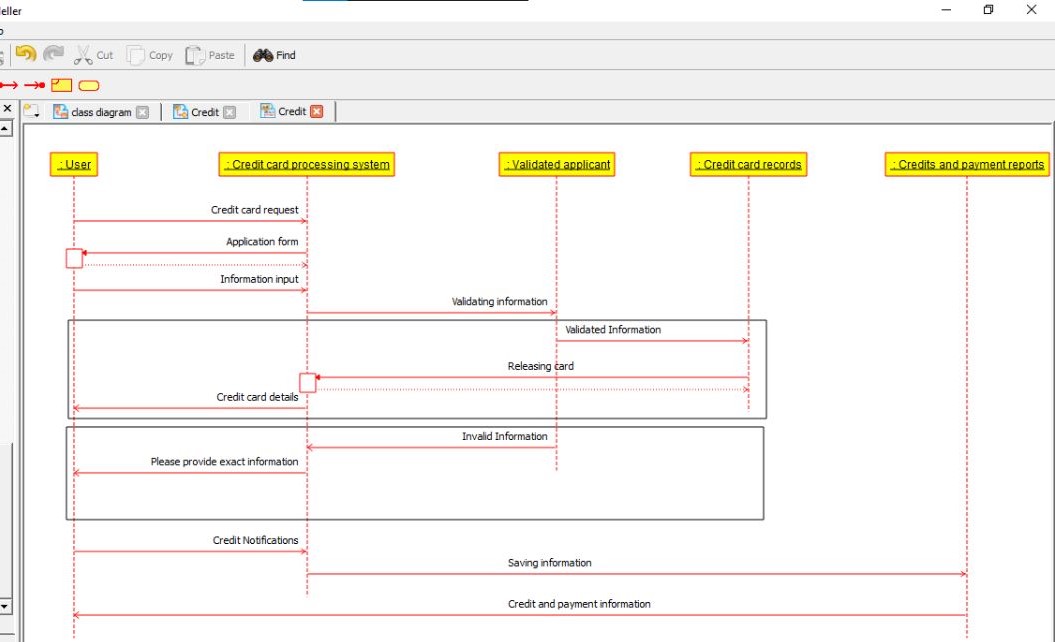 Cut
Copy
Paste
Find
class diagram
Credit
Credit
: User
: Credit card processing system
: Validated applicant
: Credit card records
: Credits and payment reports
Credit card request
Application form
Information input
Validating information
Validated Information
Releasing card
Credit card details
Invalid Information
Please provide exact information
Credit Notifications
Saving information
Credit and payment information